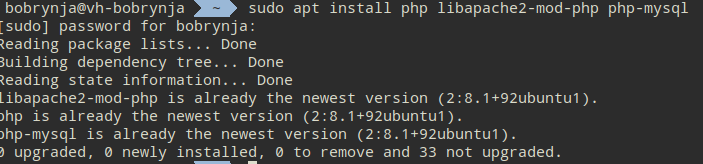 bobrynja@vh-bobrynja ~ sudo apt install php libapache2-mod-php php-mysql
[sudo] password for bobrynja:
Reading package lists... Done
Building dependency tree... Done
Reading state information... Done
libapache2-mod-php is already the newest version (2:8.1+92ubuntu1).
php is already the newest version (2:8.1+92ubuntu1).
php-mysql is already the newest version (2:8.1+92ubuntu1).
0 upgraded, 0 newly installed, 0 to remove and 33 not upgraded.